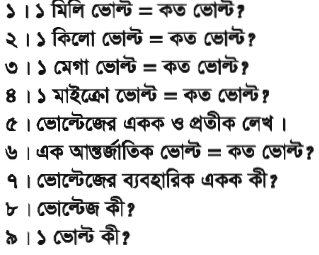 ১ । ১ মিলি ভোল্ট = কত ভোল্ট?
২ । ১ কিলো ভোল্ট = কত ভোল্ট?
৩ । ১ মেগা ভোল্ট = কত ভোল্ট?
৪ । ১ মাইক্রো ভোল্ট = কত ভোল্ট?
৫ । ভোল্টেজের একক ও প্রতীক লেখ ।
৬ । এক আন্তর্জাতিক ভোল্ট = কত ভোল্ট?
৭ । ভোল্টেজের ব্যবহারিক একক কী?
৮ । ভোল্টেজ কী?
৯ । ১ ভোল্ট কী?